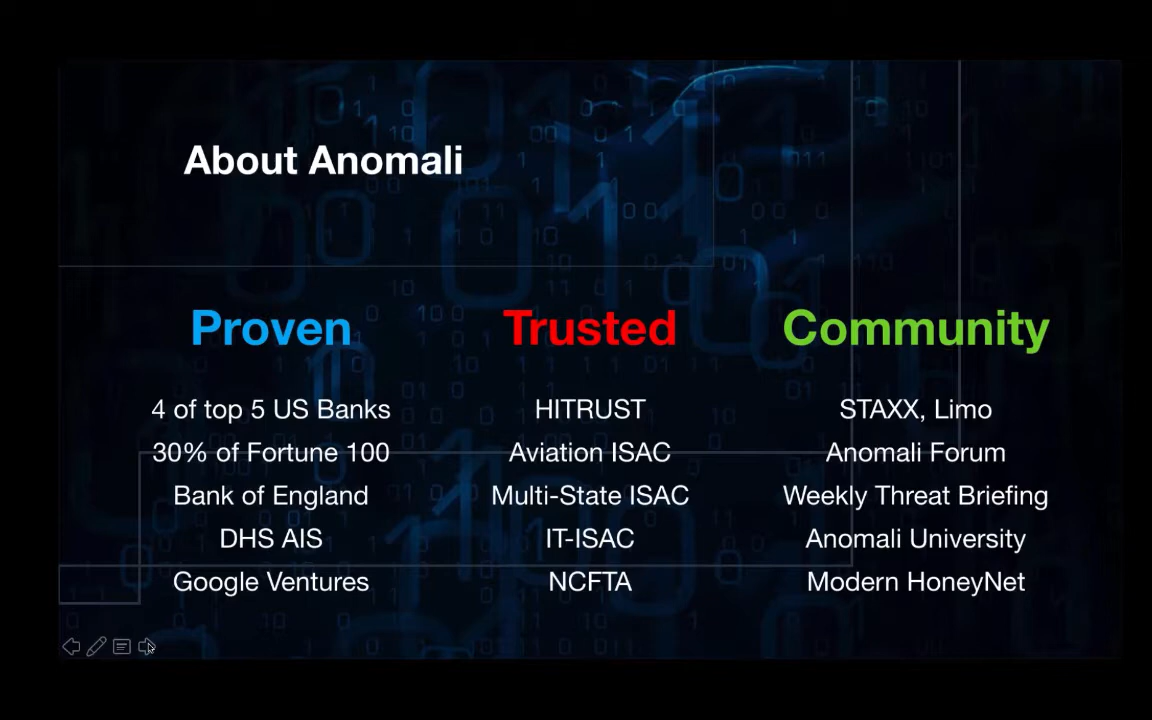 About Anomali
Proven
4 of top 5 US Banks
30% of Fortune 100
Bank of England
DHS AIS
Google Ventures
Trusted
HITRUST
Aviation ISAC
Multi-State ISAC
IT-ISAC
NCFTA
Community
STAXX, Limo
Anomali Forum
Weekly Threat Briefing
Anomali University
Modern HoneyNet